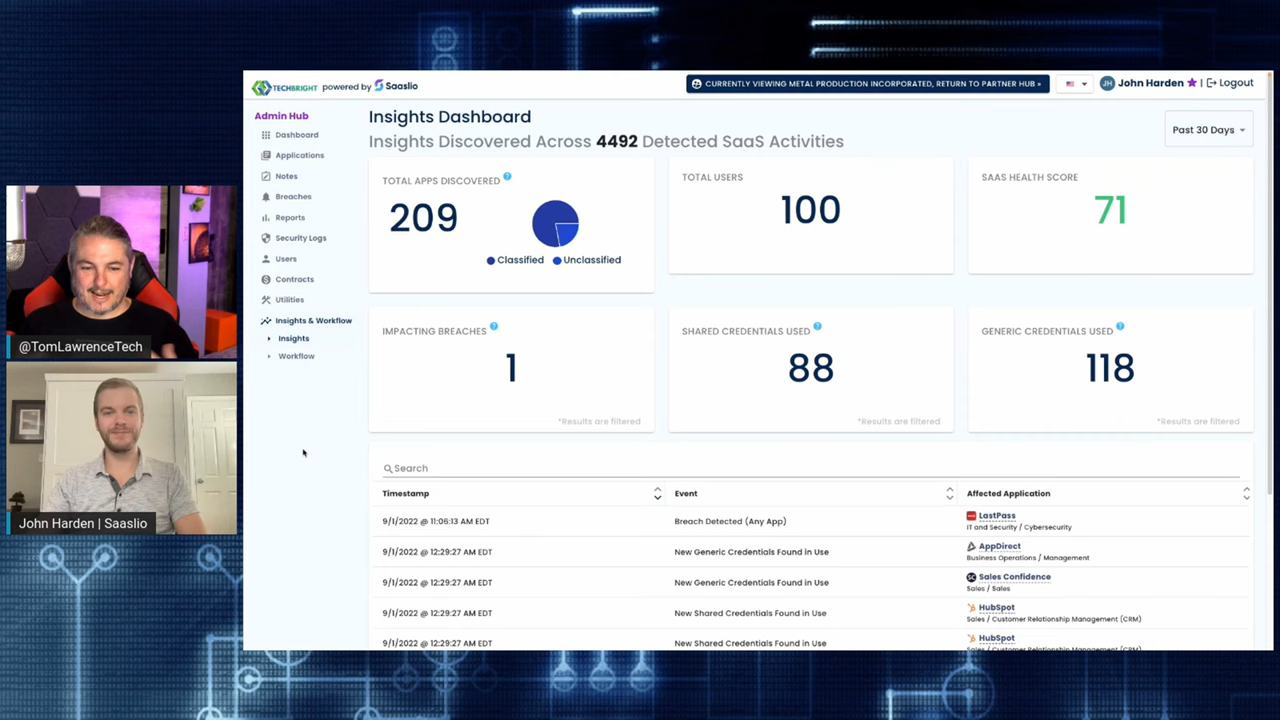 TECHBRIGHT powered by Saaslio
CURRENTLY VIEWING METAL PRODUCTION INCORPORATED, RETURN TO PARTNER HUB »
JH John Harden | Logout
Admin Hub
Dashboard
Applications
Notes
Breaches
Reports
Security Logs
Users
Contracts
Utilities
Insights & Workflow
Insights
Workflow
Insights Dashboard
Insights Discovered Across 4492 Detected SaaS Activities
Past 30 Days
TOTAL APPS DISCOVERED ?
209
Classified Unclassified
TOTAL USERS
100
SAAS HEALTH SCORE
71
IMPACTING BREACHES ?
1
*Results are filtered
SHARED CREDENTIALS USED ?
88
*Results are filtered
GENERIC CREDENTIALS USED ?
118
*Results are filtered
Search
Timestamp Event Affected Application
9/1/2022 @ 11:06:13 AM EDT Breach Detected (Any App) LastPass
IT and Security / Cybersecurity
9/1/2022 @ 12:29:27 AM EDT New Generic Credentials Found in Use AppDirect
Business Operations / Management
9/1/2022 @ 12:29:27 AM EDT New Generic Credentials Found in Use SC Sales Confidence
Sales / Sales
9/1/2022 @ 12:29:27 AM EDT New Shared Credentials Found in Use HubSpot
Sales / Customer Relationship Management (CRM)
9/1/2022 @ 12:29:27 AM EDT New Shared Credentials Found in Use HubSpot
Sales / Customer Relationship Management (CRM)
@TomLawrenceTech
John Harden | Saaslio